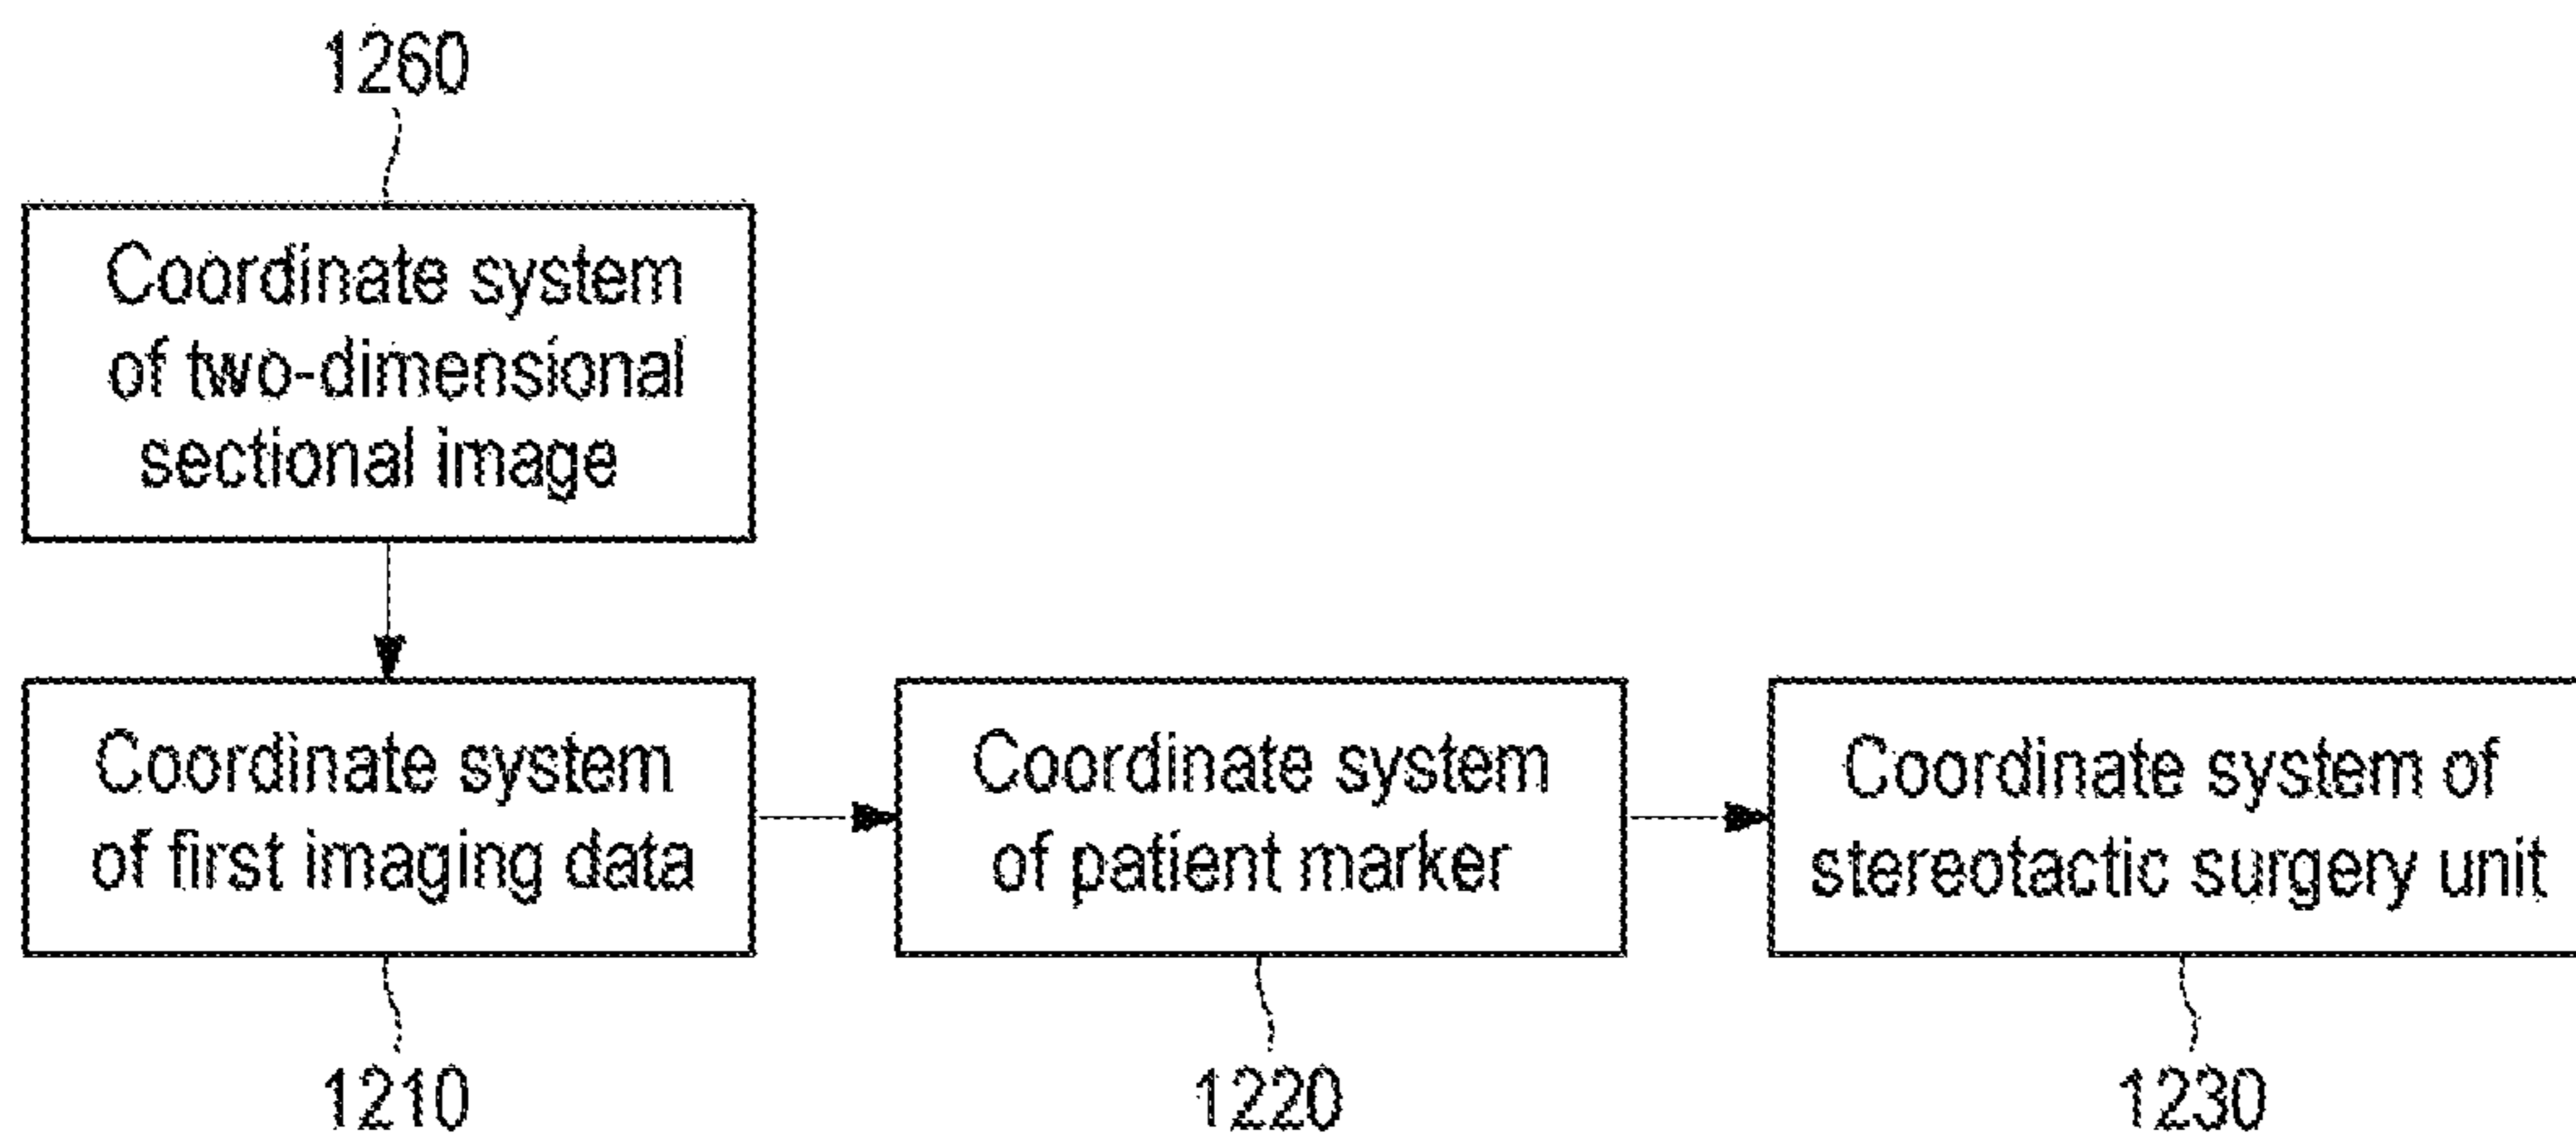 1260
Coordinate system
of two-dimensional
sectional image
Coordinate system
of first imaging data
Coordinate system
of patient marker
Coordinate system of
stereotactic surgery unit
1210
1220
1230